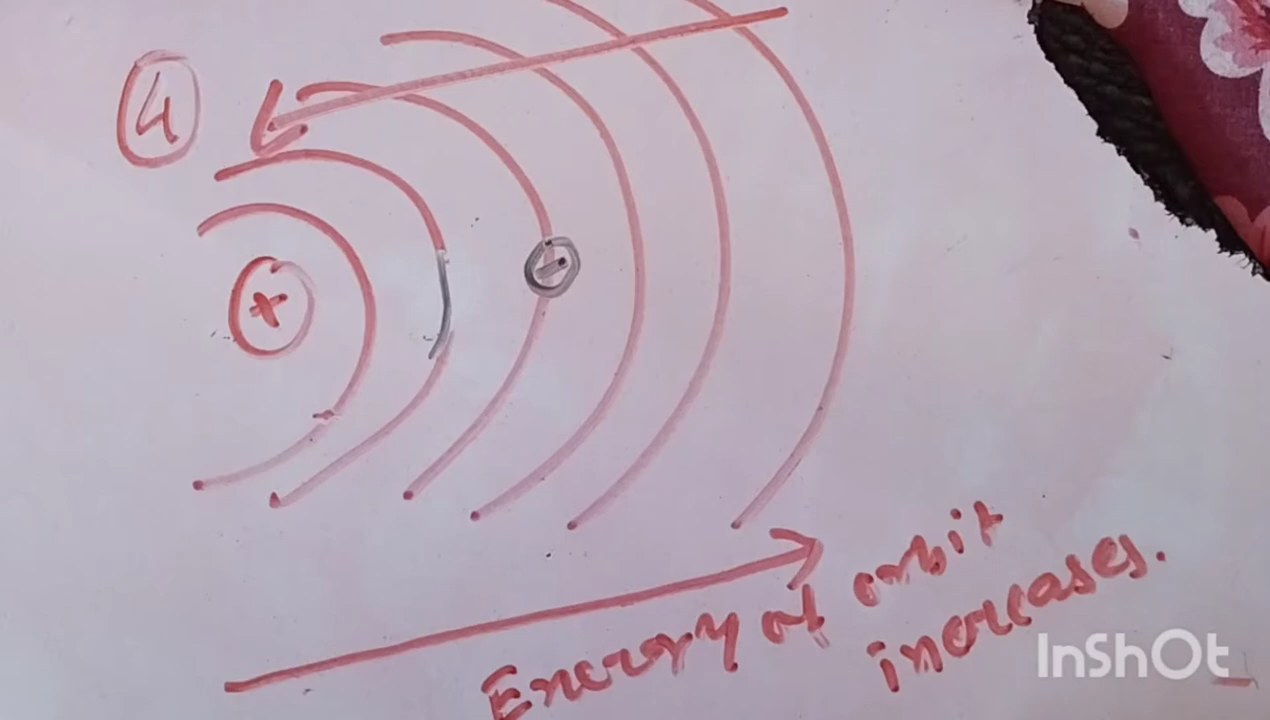 4
+
-
Energy of orbit
increases.
InShOt